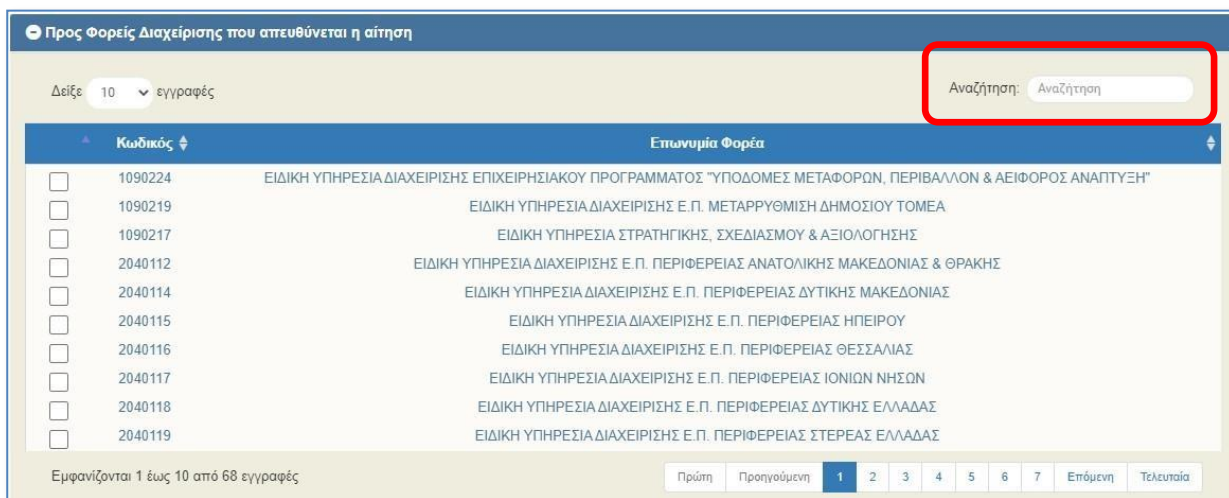 Προς Φορείς Διαχείρισης που απευθύνεται η αίτηση
Δείξε 10 εγγραφές Αναζήτηση: Αναζήτηση
Κωδικός Επωνυμία Φορέα
1090224 ΕΙΔΙΚΗ ΥΠΗΡΕΣΙΑ ΔΙΑΧΕΙΡΙΣΗΣ ΕΠΙΧΕΙΡΗΣΙΑΚΟΥ ΠΡΟΓΡΑΜΜΑΤΟΣ "ΥΠΟΔΟΜΕΣ ΜΕΤΑΦΟΡΩΝ, ΠΕΡΙΒΑΛΛΟΝ & ΑΕΙΦΟΡΟΣ ΑΝΑΠΤΥΞΗ"
1090219 ΕΙΔΙΚΗ ΥΠΗΡΕΣΙΑ ΔΙΑΧΕΙΡΙΣΗΣ Ε.Π. ΜΕΤΑΡΡΥΘΜΙΣΗ ΔΗΜΟΣΙΟΥ ΤΟΜΕΑ
1090217 ΕΙΔΙΚΗ ΥΠΗΡΕΣΙΑ ΣΤΡΑΤΗΓΙΚΗΣ, ΣΧΕΔΙΑΣΜΟΥ & ΑΞΙΟΛΟΓΗΣΗΣ
2040112 ΕΙΔΙΚΗ ΥΠΗΡΕΣΙΑ ΔΙΑΧΕΙΡΙΣΗΣ Ε.Π. ΠΕΡΙΦΕΡΕΙΑΣ ΑΝΑΤΟΛΙΚΗΣ ΜΑΚΕΔΟΝΙΑΣ & ΘΡΑΚΗΣ
2040114 ΕΙΔΙΚΗ ΥΠΗΡΕΣΙΑ ΔΙΑΧΕΙΡΙΣΗΣ Ε.Π. ΠΕΡΙΦΕΡΕΙΑΣ ΔΥΤΙΚΗΣ ΜΑΚΕΔΟΝΙΑΣ
2040115 ΕΙΔΙΚΗ ΥΠΗΡΕΣΙΑ ΔΙΑΧΕΙΡΙΣΗΣ Ε.Π. ΠΕΡΙΦΕΡΕΙΑΣ ΗΠΕΙΡΟΥ
2040116 ΕΙΔΙΚΗ ΥΠΗΡΕΣΙΑ ΔΙΑΧΕΙΡΙΣΗΣ Ε.Π. ΠΕΡΙΦΕΡΕΙΑΣ ΘΕΣΣΑΛΙΑΣ
2040117 ΕΙΔΙΚΗ ΥΠΗΡΕΣΙΑ ΔΙΑΧΕΙΡΙΣΗΣ Ε.Π. ΠΕΡΙΦΕΡΕΙΑΣ ΙΟΝΙΩΝ ΝΗΣΩΝ
2040118 ΕΙΔΙΚΗ ΥΠΗΡΕΣΙΑ ΔΙΑΧΕΙΡΙΣΗΣ Ε.Π. ΠΕΡΙΦΕΡΕΙΑΣ ΔΥΤΙΚΗΣ ΕΛΛΑΔΑΣ
2040119 ΕΙΔΙΚΗ ΥΠΗΡΕΣΙΑ ΔΙΑΧΕΙΡΙΣΗΣ Ε.Π. ΠΕΡΙΦΕΡΕΙΑΣ ΣΤΕΡΕΑΣ ΕΛΛΑΔΑΣ
Εμφανίζονται 1 έως 10 από 68 εγγραφές Πρώτη Προηγούμενη 1 2 3 4 5 6 7 Επόμενη Τελευταία